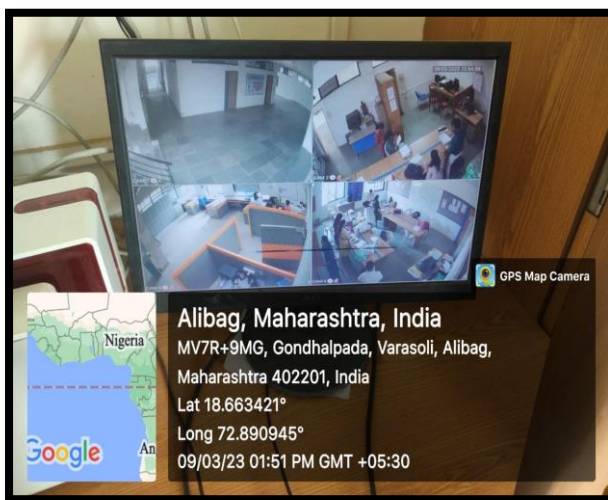 GPS Map Camera
Nigeria
An
Google
Alibag, Maharashtra, India
MV7R+9MG, Gondhalpada, Varasoli, Alibag,
Maharashtra 402201, India
Lat 18.663421°
Long 72.890945°
09/03/23 01:51 PM GMT +05:30